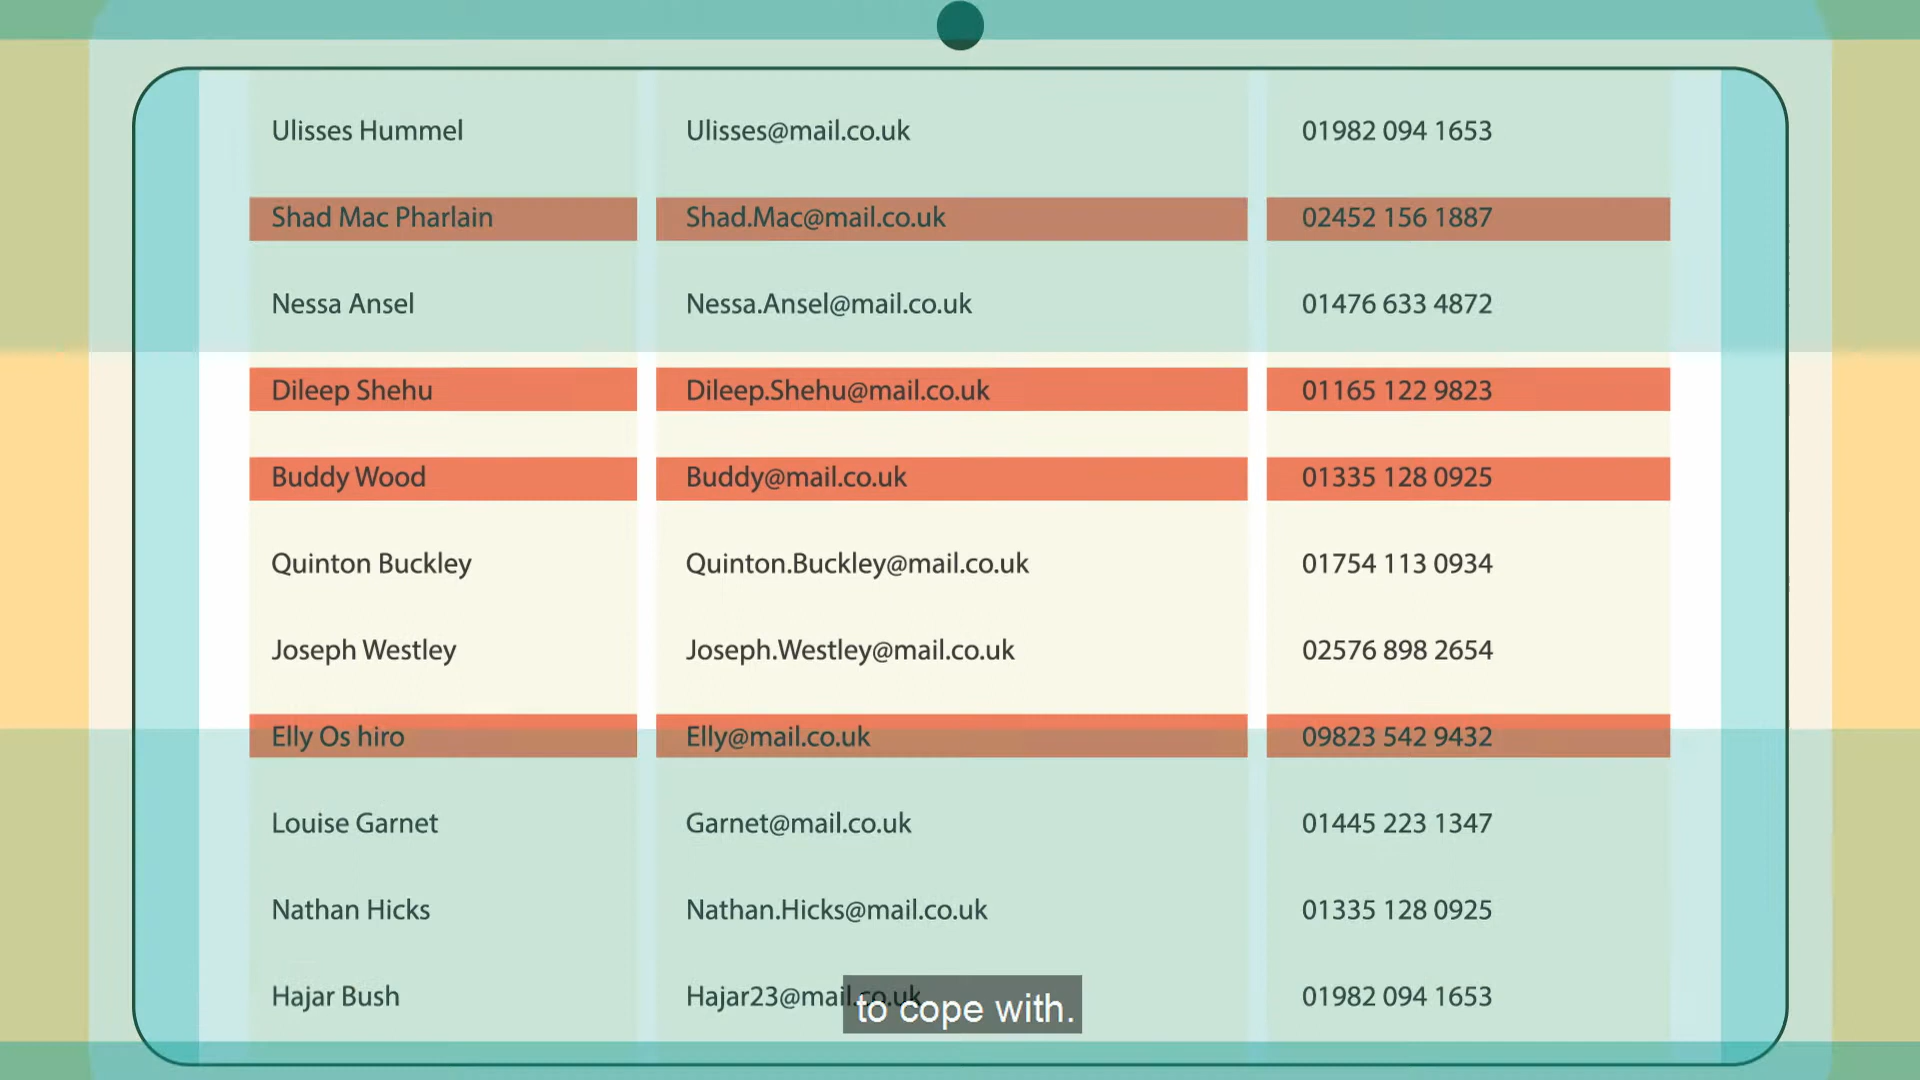 Ulisses Hummel Ulisses@mail.co.uk 01982 094 1653
Shad Mac Pharlain Shad.Mac@mail.co.uk 02452 156 1887
Nessa Ansel Nessa.Ansel@mail.co.uk 01476 633 4872
Dileep Shehu Dileep.Shehu@mail.co.uk 01165 122 9823
Buddy Wood Buddy@mail.co.uk 01335 128 0925
Quinton Buckley Quinton.Buckley@mail.co.uk 01754 113 0934
Joseph Westley Joseph.Westley@mail.co.uk 02576 898 2654
Elly Os hiro Elly@mail.co.uk 09823 542 9432
Louise Garnet Garnet@mail.co.uk 01445 223 1347
Nathan Hicks Nathan.Hicks@mail.co.uk 01335 128 0925
Hajar Bush Hajar23@mail.co.uk 01982 094 1653
to cope with.